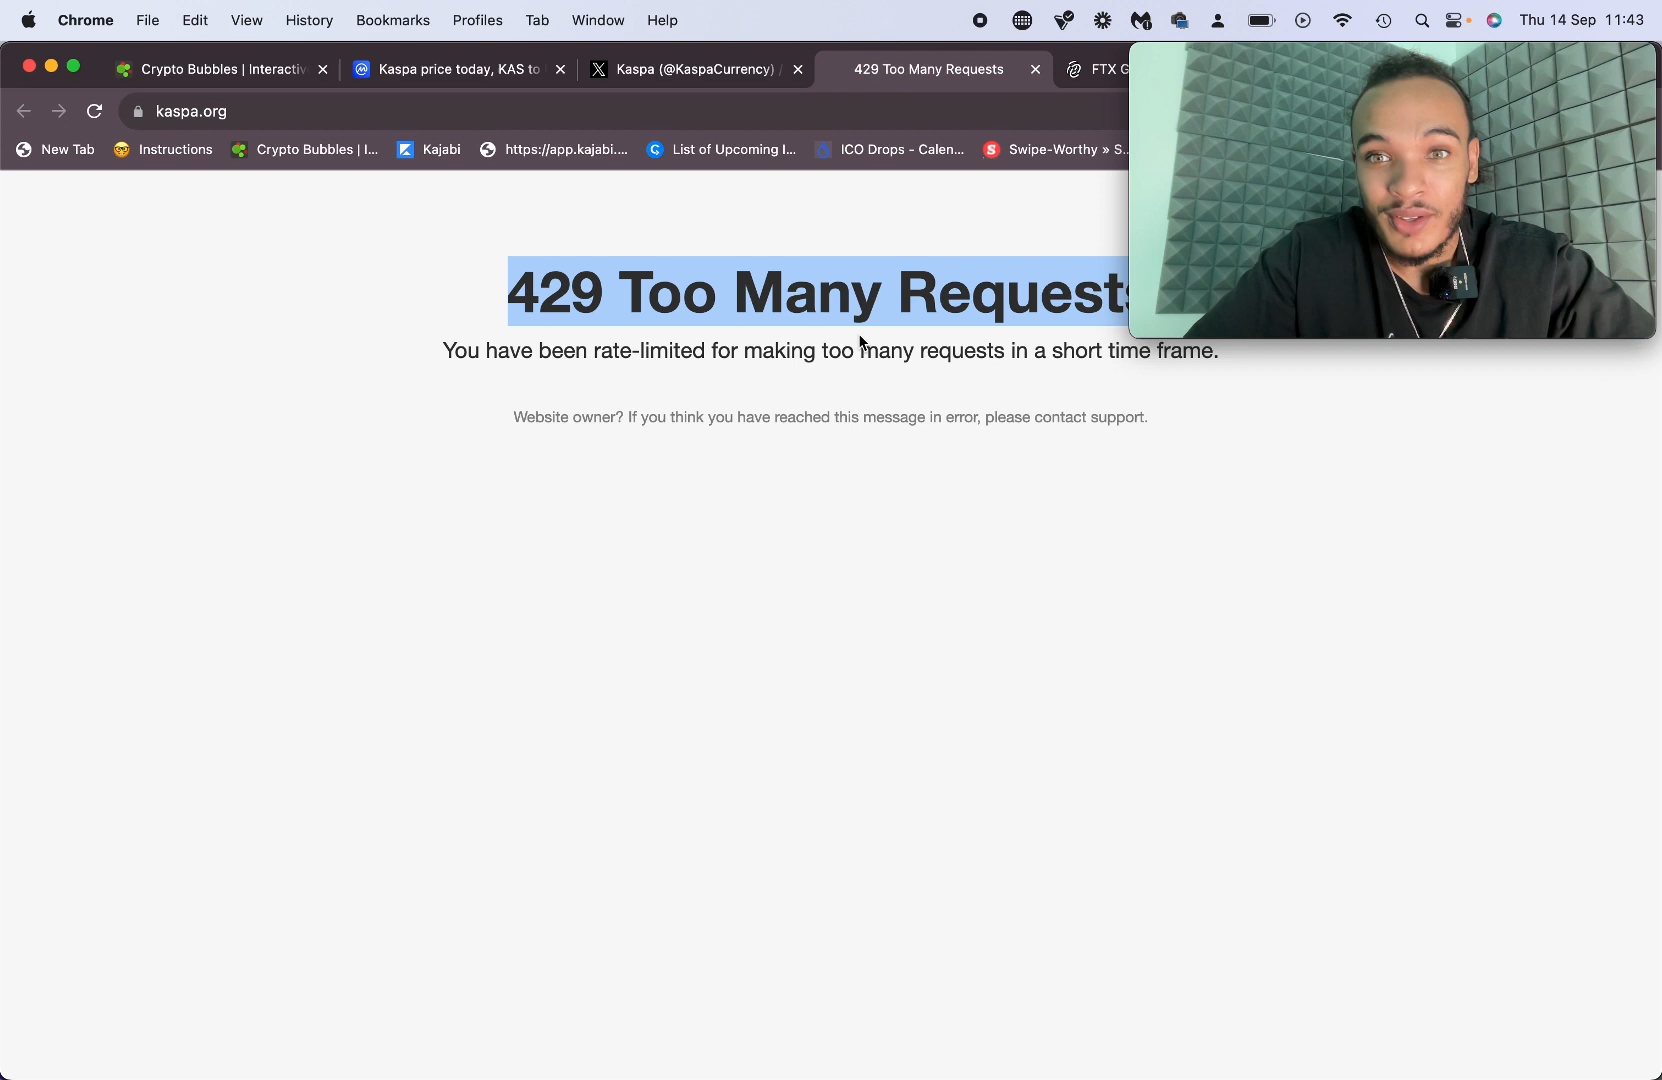 Chrome File Edit View History Bookmarks Profiles Tab Window Help Thu 14 Sep 11:43
Crypto Bubbles | Interactiv Kaspa price today, KAS to Kaspa (@KaspaCurrency) / 429 Too Many Requests FTX G
kaspa.org
New Tab Instructions Crypto Bubbles | I... Kajabi https://app.kajabi.... List of Upcoming I... ICO Drops - Calen... Swipe-Worthy » S...
429 Too Many Requests
You have been rate-limited for making too many requests in a short time frame.
Website owner? If you think you have reached this message in error, please contact support.